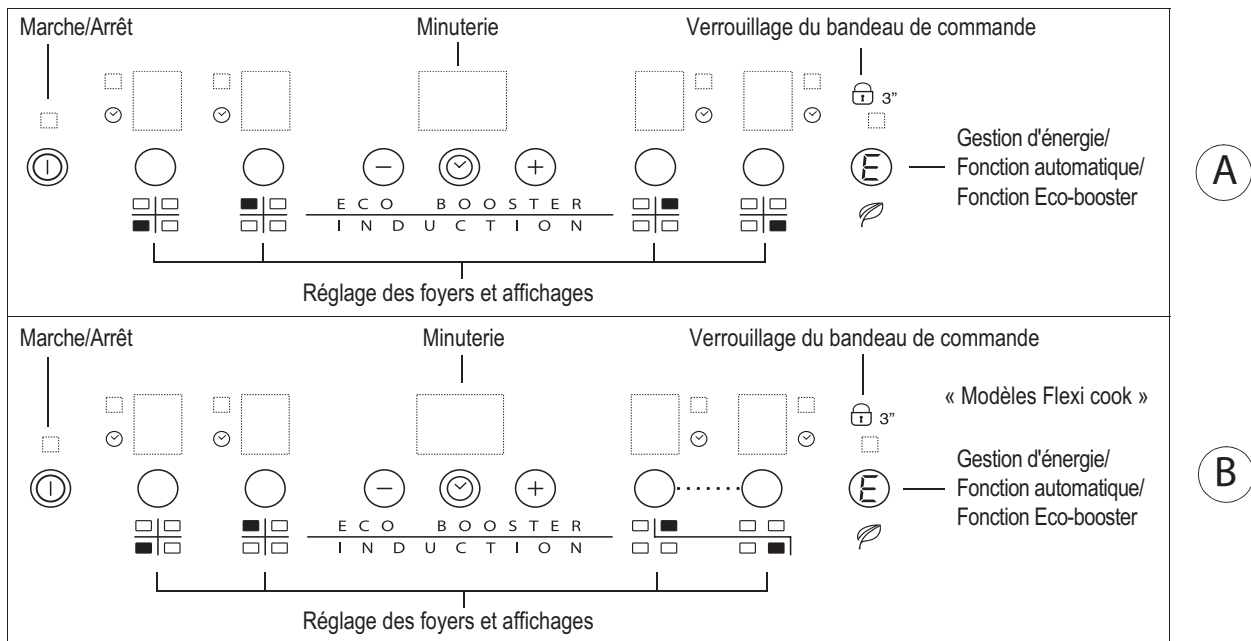 Marche/Arrêt
Minuterie
Verrouillage du bandeau de commande
3”
Gestion d'énergie/
Fonction automatique/
Fonction Eco-booster
E
A
ECO BOOSTER
INDUCTION
Réglage des foyers et affichages
Marche/Arrêt
Minuterie
Verrouillage du bandeau de commande
« Modèles Flexi cook »
3”
Gestion d'énergie/
Fonction automatique/
Fonction Eco-booster
E
B
ECO BOOSTER
INDUCTION
Réglage des foyers et affichages